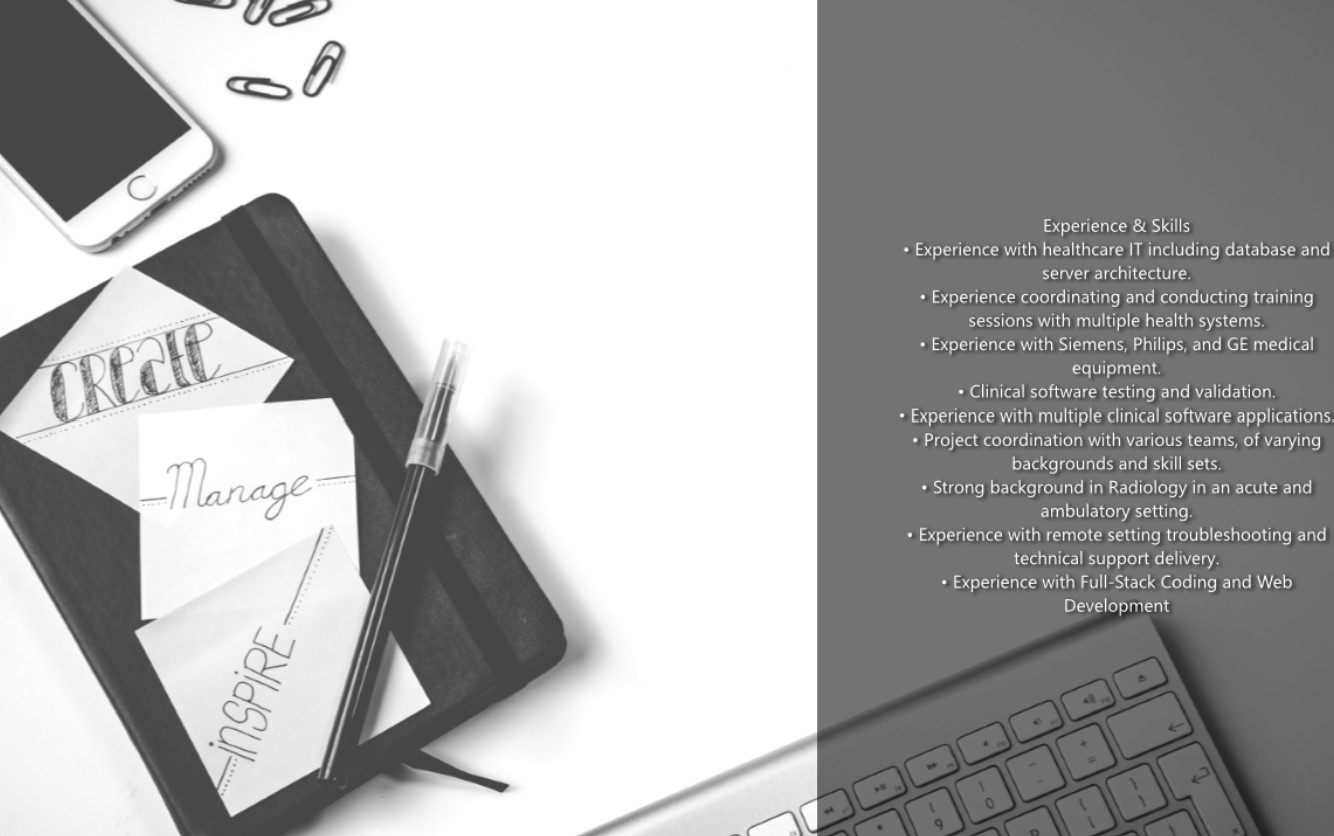 CREATE
Manage
INSPIRE
Experience & Skills
• Experience with healthcare IT including database and
server architecture.
• Experience coordinating and conducting training
sessions with multiple health systems.
• Experience with Siemens, Philips, and GE medical
equipment.
• Clinical software testing and validation.
• Experience with multiple clinical software applications.
• Project coordination with various teams, of varying
backgrounds and skill sets.
• Strong background in Radiology in an acute and
ambulatory setting.
• Experience with remote setting troubleshooting and
technical support delivery.
• Experience with Full-Stack Coding and Web
Development